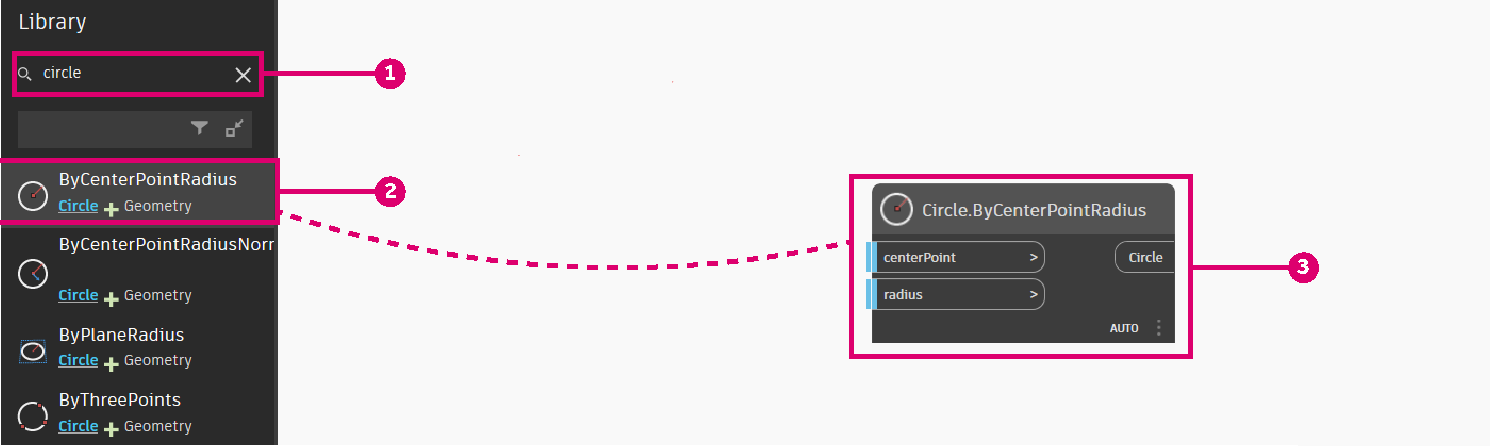 Library
circle
1
ByCenterPointRadius
Circle Geometry
2
ByCenterPointRadiusNorr
Circle Geometry
ByPlaneRadius
Circle Geometry
ByThreePoints
Circle Geometry
Circle.ByCenterPointRadius
centerPoint >
Circle
radius >
AUTO
3